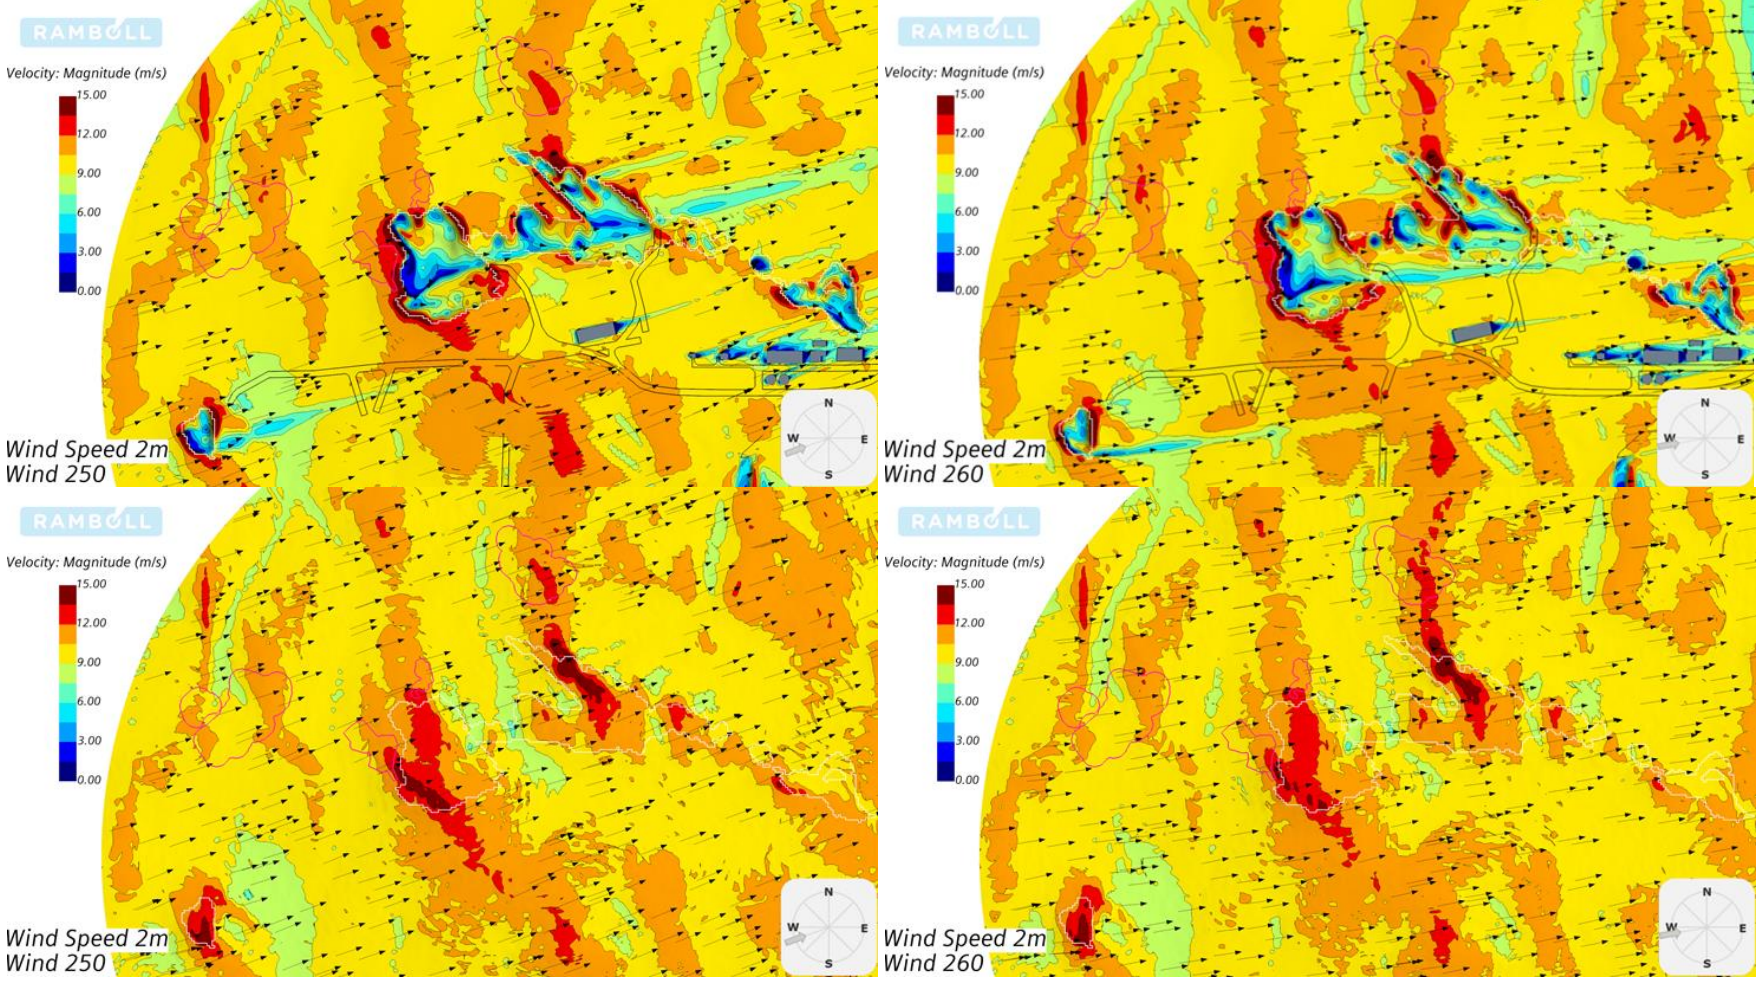 RAMBOLL
Velocity: Magnitude (m/s)
15.00
12.00
9.00
6.00
3.00
0.00
N
W
E
S
Wind Speed 2m
Wind 250
RAMBOLL
Velocity: Magnitude (m/s)
15.00
12.00
9.00
6.00
3.00
0.00
N
W
E
S
Wind Speed 2m
Wind 260
RAMBOLL
Velocity: Magnitude (m/s)
15.00
12.00
9.00
6.00
3.00
0.00
N
W
E
S
Wind Speed 2m
Wind 250
RAMBOLL
Velocity: Magnitude (m/s)
15.00
12.00
9.00
6.00
3.00
0.00
N
W
E
S
Wind Speed 2m
Wind 260